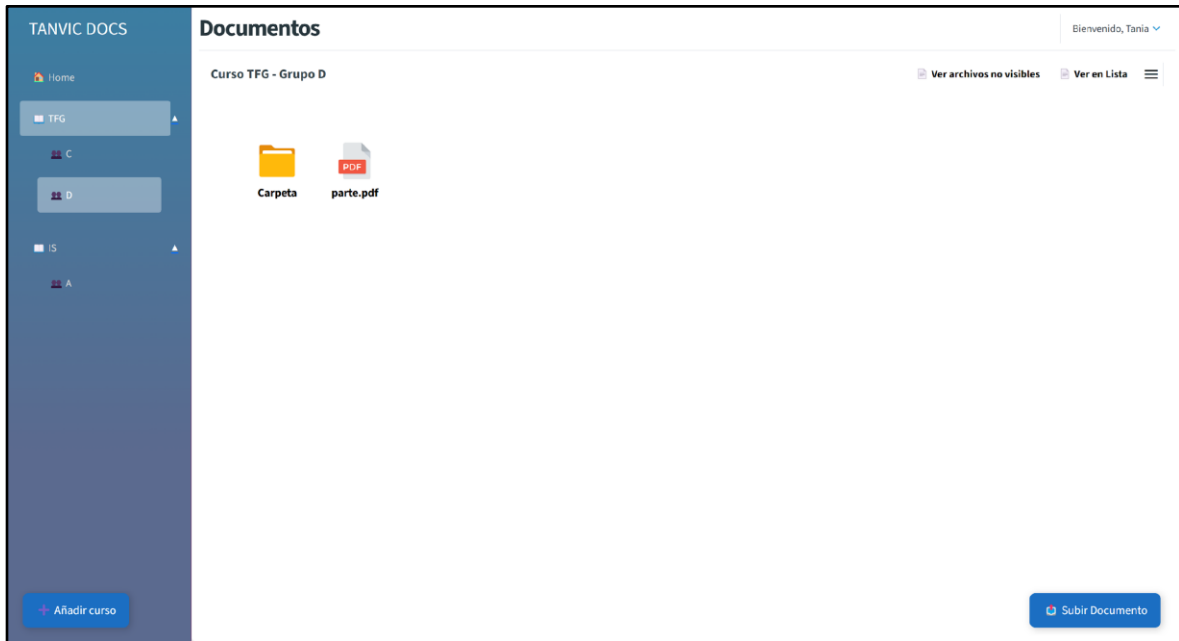 TANVIC DOCS
Documentos
Bienvenido, Tania
Home
Curso TFG - Grupo D
Ver archivos no visibles
Ver en Lista
TFG
C
D
IS
A
PDF
Carpeta
parte.pdf
Añadir curso
Subir Documento